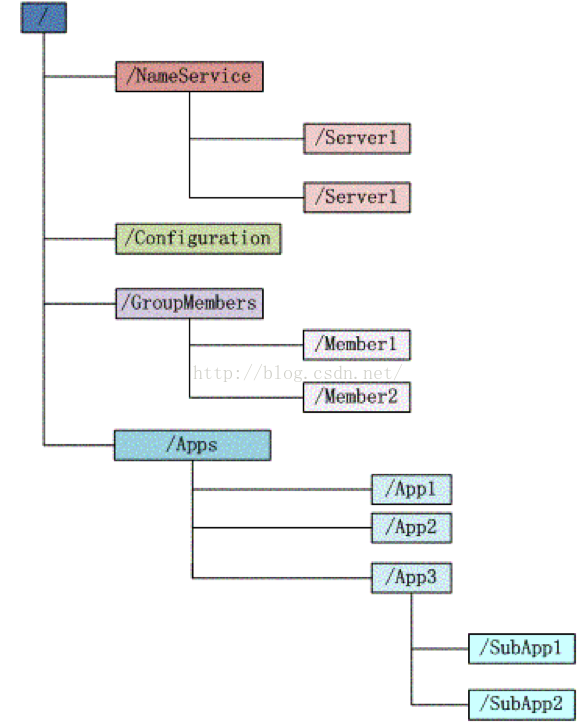 /
/NameService
/Server1
/Server1
/Configuration
/GroupMembers
/Member1
http://blog.csdn.net/
/Member2
/Apps
/App1
/App2
/App3
/SubApp1
/SubApp2